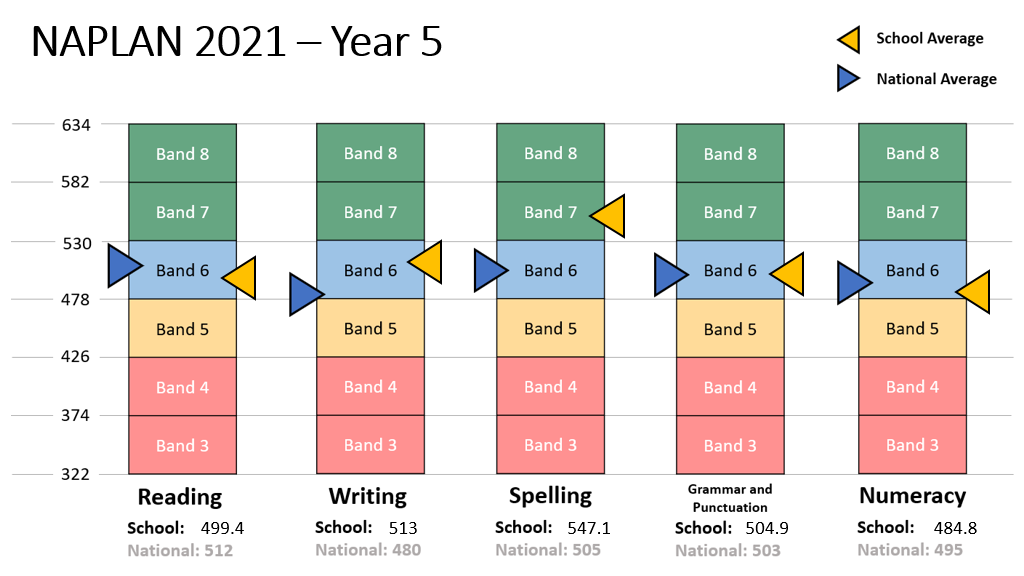 NAPLAN 2021 – Year 5
School Average
National Average
634
582
530
478
426
374
322
Band 8
Band 7
Band 6
Band 5
Band 4
Band 3
Reading
School: 499.4
National: 512
Band 8
Band 7
Band 6
Band 5
Band 4
Band 3
Writing
School: 513
National: 480
Band 8
Band 7
Band 6
Band 5
Band 4
Band 3
Spelling
School: 547.1
National: 505
Band 8
Band 7
Band 6
Band 5
Band 4
Band 3
Grammar and
Punctuation
School: 504.9
National: 503
Band 8
Band 7
Band 6
Band 5
Band 4
Band 3
Numeracy
School: 484.8
National: 495